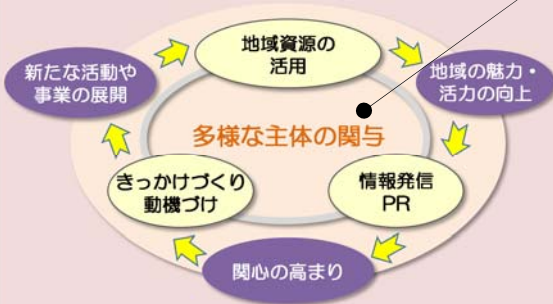 地域資源の
活用
新たな活動や
事業の展開
地域の魅力・
活力の向上
多様な主体の関与
きっかけづくり
動機づけ
情報発信
PR
関心の高まり